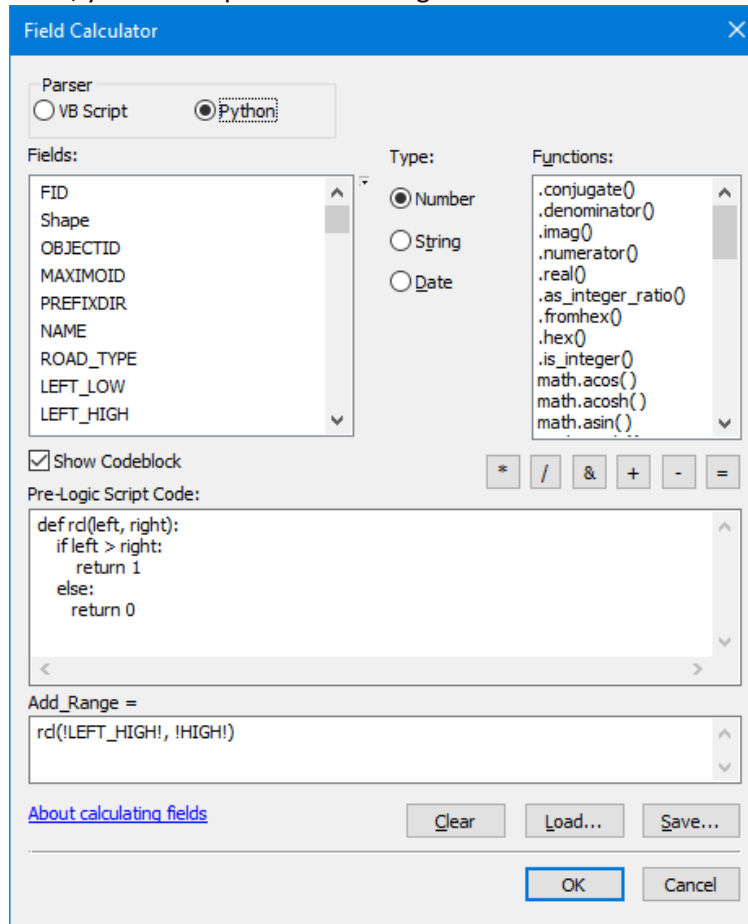 Field Calculator
Parser
VB Script Python
Fields:
Type:
Functions:
FID
Shape
OBJECTID
MAXIMOID
PREFIXDIR
NAME
ROAD_TYPE
LEFT_LOW
LEFT_HIGH
Number
String
Date
.conjugate()
.denominator()
.imag()
.numerator()
.real()
.as_integer_ratio()
.fromhex()
.hex()
.is_integer()
math.acos( )
math.acosh( )
math.asin( )
Show Codeblock
* / & + - =
Pre-Logic Script Code:
def rcl(left, right):
if left > right:
return 1
else:
return 0
Add_Range =
rcl(!LEFT_HIGH!, !HIGH!)
About calculating fields
Clear Load... Save...
OK Cancel